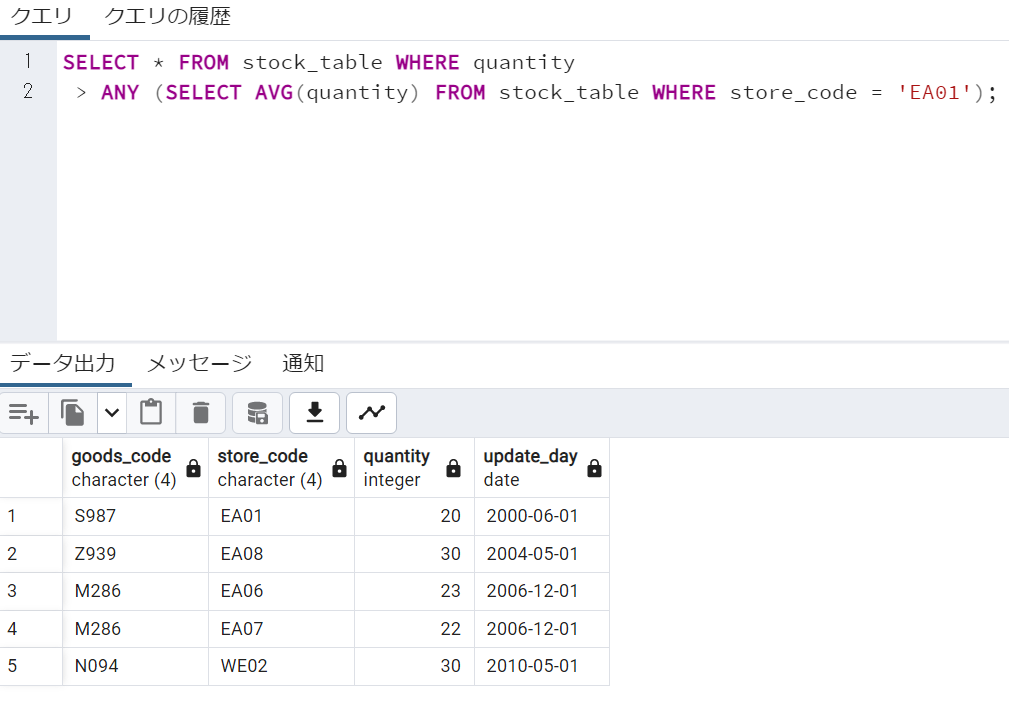 クエリ クエリの履歴
1 SELECT * FROM stock_table WHERE quantity
2 > ANY (SELECT AVG(quantity) FROM stock_table WHERE store_code = 'EA01');
データ出力 メッセージ 通知
goods_code store_code quantity update_day
character (4) character (4) integer date
1 S987 EA01 20 2000-06-01
2 Z939 EA08 30 2004-05-01
3 M286 EA06 23 2006-12-01
4 M286 EA07 22 2006-12-01
5 N094 WE02 30 2010-05-01